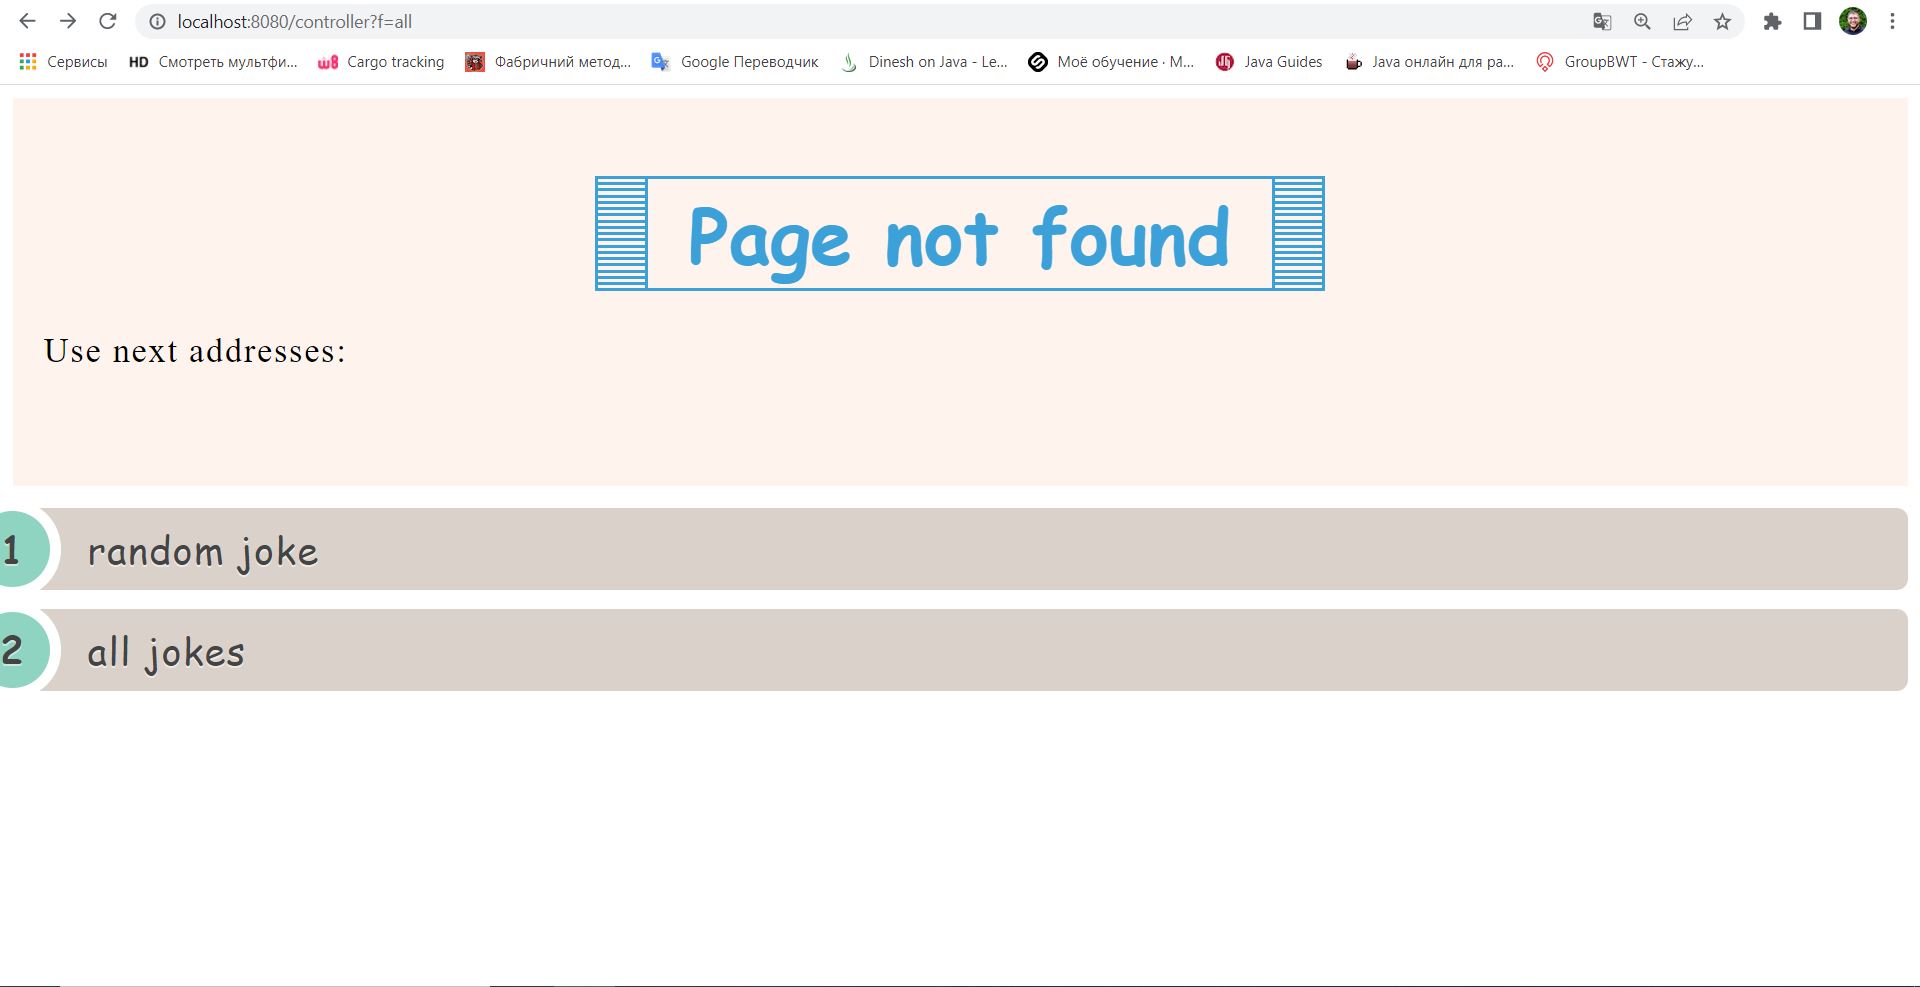 localhost:8080/controller?f=all
Сервисы HD Смотреть мультфи... Cargo tracking Фабричний метод... Google Переводчик Dinesh on Java - Le... Моё обучение · M... Java Guides Java онлайн для ра... GroupBWT - Стажу...
Page not found
Use next addresses:
1 random joke
2 all jokes